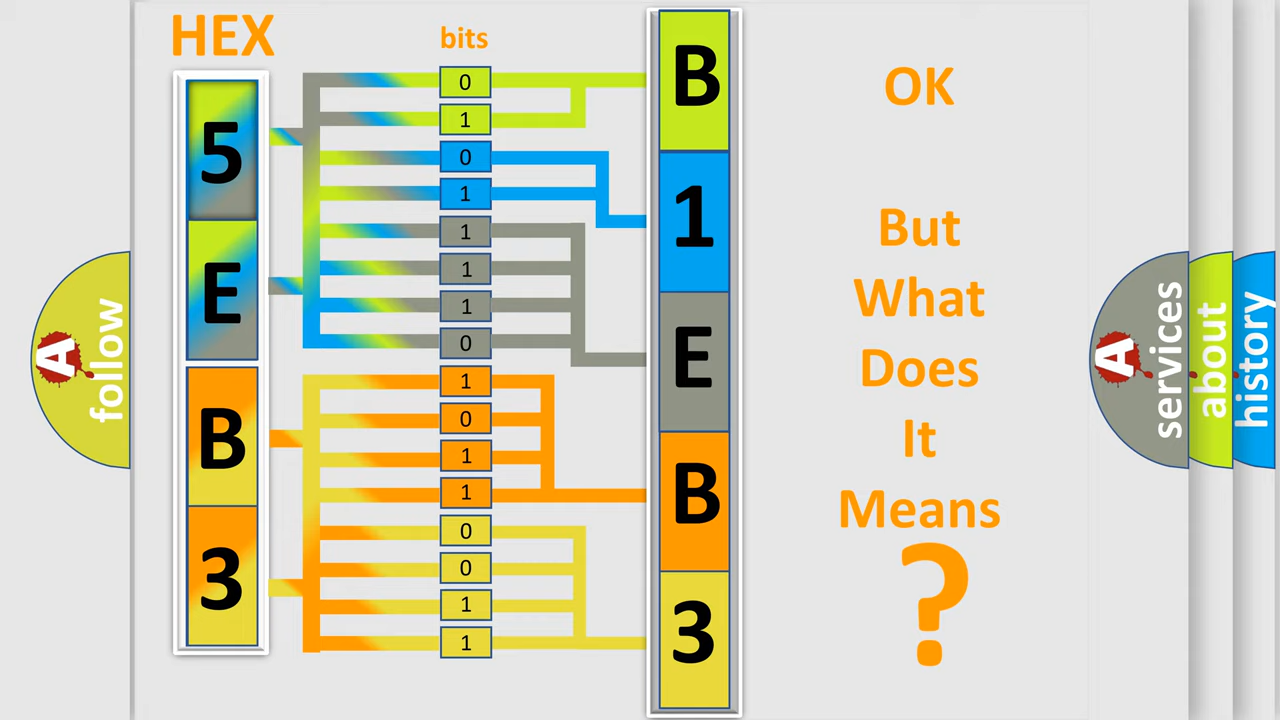 HEX
bits
5
E
B
3
0
1
0
1
1
1
1
0
1
0
1
1
0
0
1
1
B
1
E
B
3
OK
But
What
Does
It
Means
?
A
follow
A
services
about
history